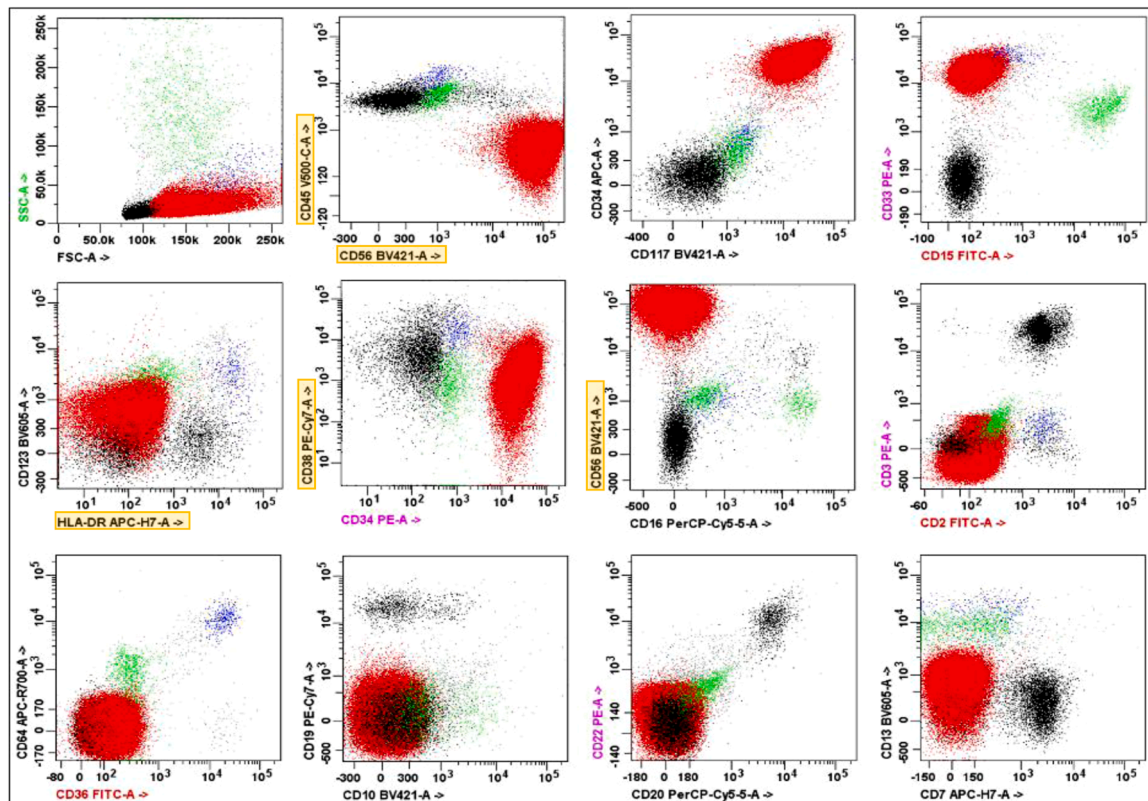 250k
200k
150k
100k
50.0k
0
SSC-A ->
0 50.0k 100k 150k 200k 250k
FSC-A ->
10^5
10^4
10^3
120
-120
CD45 V500-C-A ->
-300 0 300 10^3 10^4 10^5
CD56 BV421-A ->
10^5
10^4
10^3
300
0
-300
CD34 APC-A ->
-400 0 10^3 10^4 10^5
CD117 BV421-A ->
10^5
10^4
10^3
190
0
-190
CD33 PE-A ->
-100 10^2 10^3 10^4 10^5
CD15 FITC-A ->
10^5
10^4
10^3
300
0
-300
CD123 BV605-A ->
10^1 10^2 10^3 10^4 10^5
HLA-DR APC-H7-A ->
10^5
10^4
10^3
10^2
10^1
CD38 PE-Cy7-A ->
10^1 10^2 10^3 10^4 10^5
CD34 PE-A ->
10^5
10^4
10^3
300
0
-300
CD56 BV421-A ->
-500 0 10^3 10^4 10^5
CD16 PerCP-Cy5-5-A ->
10^5
10^4
10^3
0
-600
CD3 PE-A ->
-60 0 10^2 10^3 10^4 10^5
CD2 FITC-A ->
10^5
10^4
10^3
170
0
-170
CD64 APC-R700-A ->
-80 0 10^2 10^3 10^4 10^5
CD36 FITC-A ->
10^5
10^4
10^3
0
-500
CD19 PE-Cy7-A ->
-300 0 300 10^3 10^4 10^5
CD10 BV421-A ->
10^5
10^4
10^3
140
0
-140
CD22 PE-A ->
-180 0 180 10^3 10^4 10^5
CD20 PerCP-Cy5-5-A ->
10^5
10^4
10^3
0
-600
CD13 BV605-A ->
-150 0 150 10^3 10^4 10^5
CD7 APC-H7-A ->